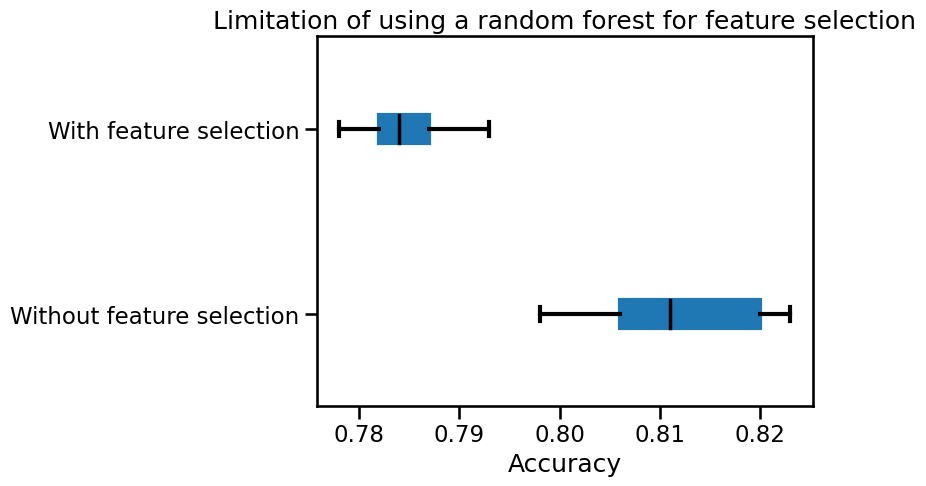 Limitation of using a random forest for feature selection
With feature selection
Without feature selection
0.78 0.79 0.80 0.81 0.82
Accuracy